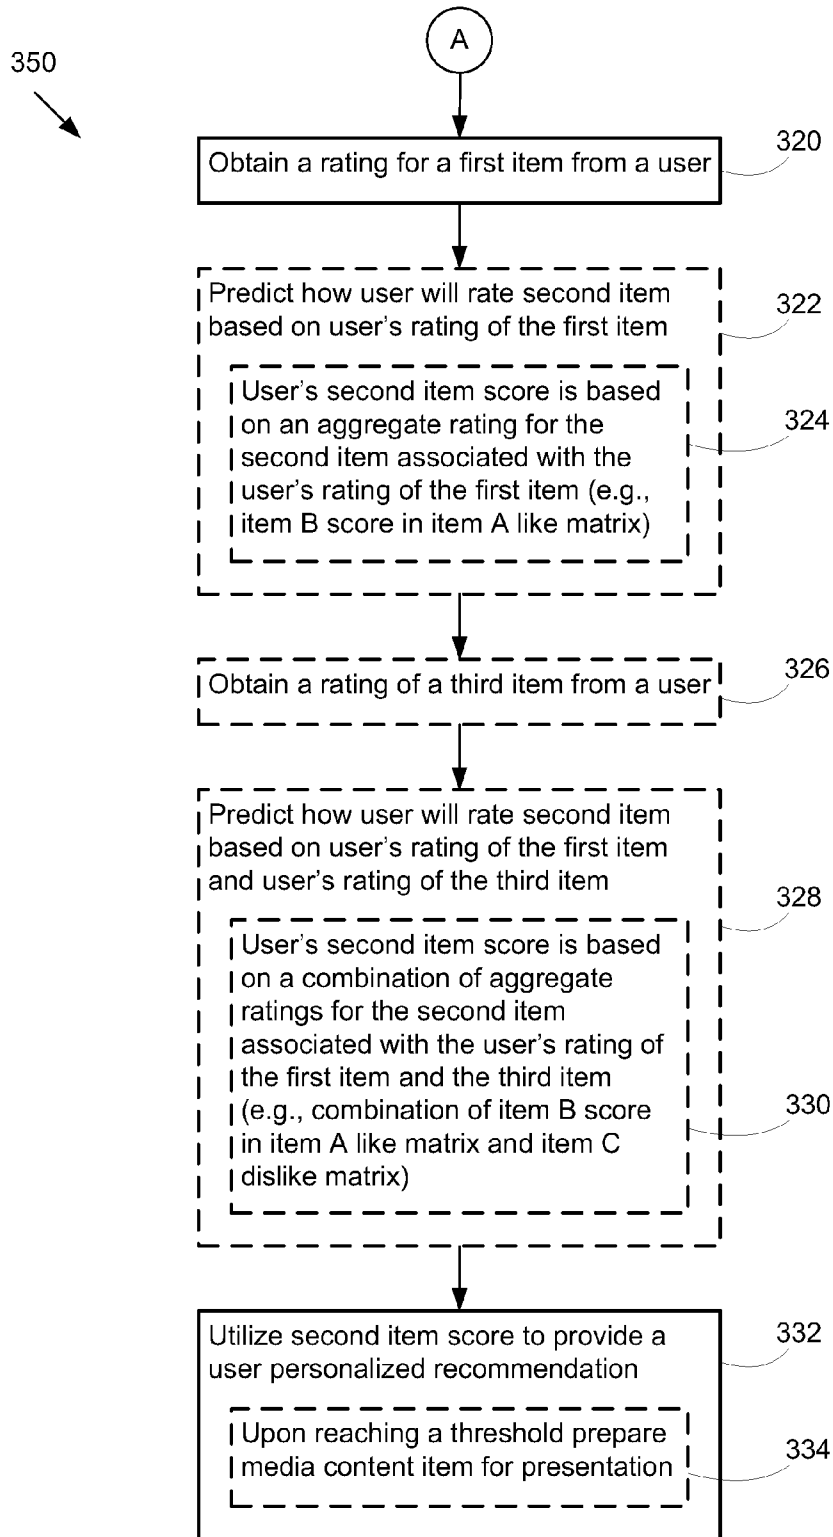 A
350
Obtain a rating for a first item from a user
320
Predict how user will rate second item
based on user's rating of the first item
322
User's second item score is based
on an aggregate rating for the
second item associated with the
user's rating of the first item (e.g.,
item B score in item A like matrix)
324
Obtain a rating of a third item from a user
326
Predict how user will rate second item
based on user's rating of the first item
and user's rating of the third item
328
User's second item score is based
on a combination of aggregate
ratings for the second item
associated with the user's rating of
the first item and the third item
(e.g., combination of item B score
in item A like matrix and item C
dislike matrix)
330
Utilize second item score to provide a
user personalized recommendation
332
Upon reaching a threshold prepare
media content item for presentation
334